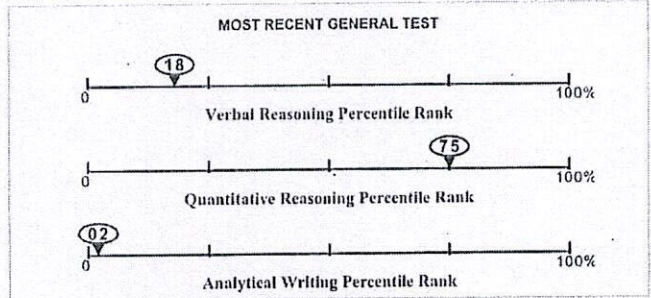 MOST RECENT GENERAL TEST
18
0 100%
Verbal Reasoning Percentile Rank
75
0 100%
Quantitative Reasoning Percentile Rank
02
0 100%
Analytical Writing Percentile Rank